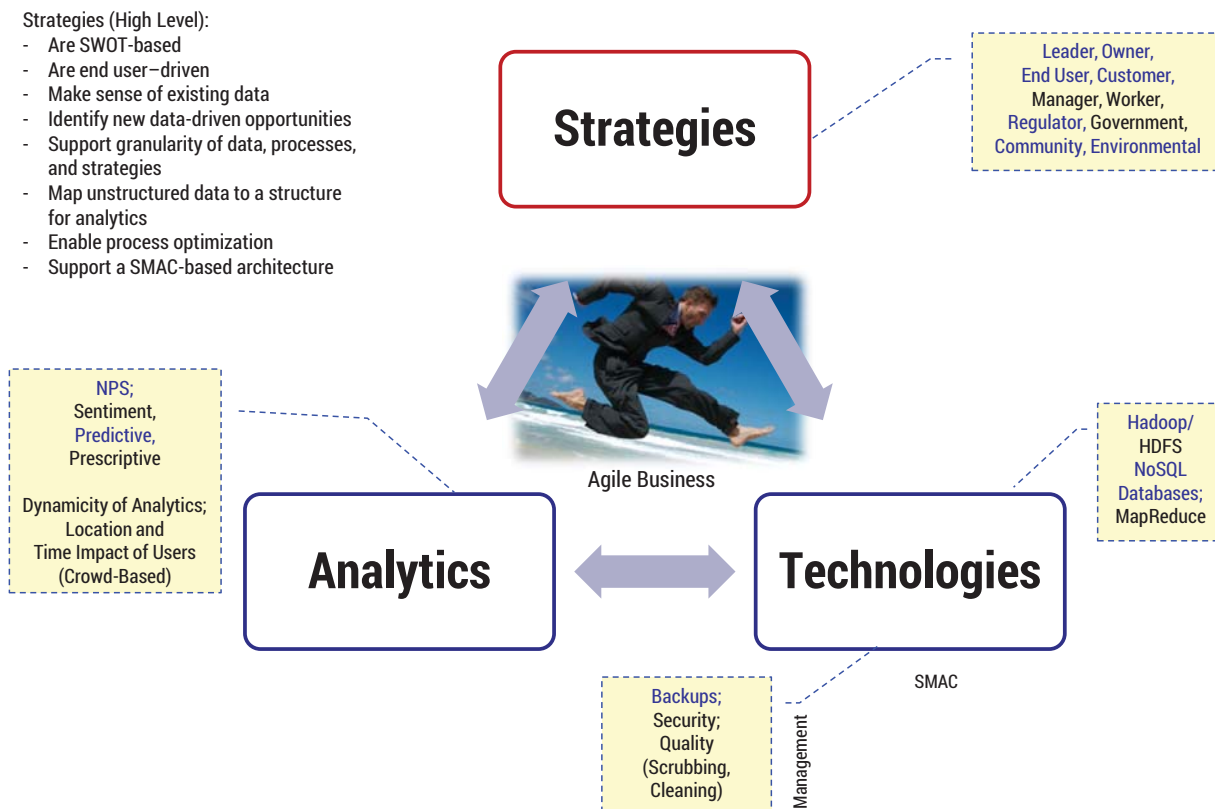 Strategies (High Level):
- Are SWOT-based
- Are end user–driven
- Make sense of existing data
- Identify new data-driven opportunities
- Support granularity of data, processes,
and strategies
- Map unstructured data to a structure
for analytics
- Enable process optimization
- Support a SMAC-based architecture
Strategies
Leader, Owner,
End User, Customer,
Manager, Worker,
Regulator, Government,
Community, Environmental
NPS;
Sentiment,
Predictive,
Prescriptive
Dynamicity of Analytics;
Location and
Time Impact of Users
(Crowd-Based)
Agile Business
Hadoop/
HDFS
NoSQL
Databases;
MapReduce
Analytics
Technologies
SMAC
Backups;
Security;
Quality
(Scrubbing,
Cleaning)
Management